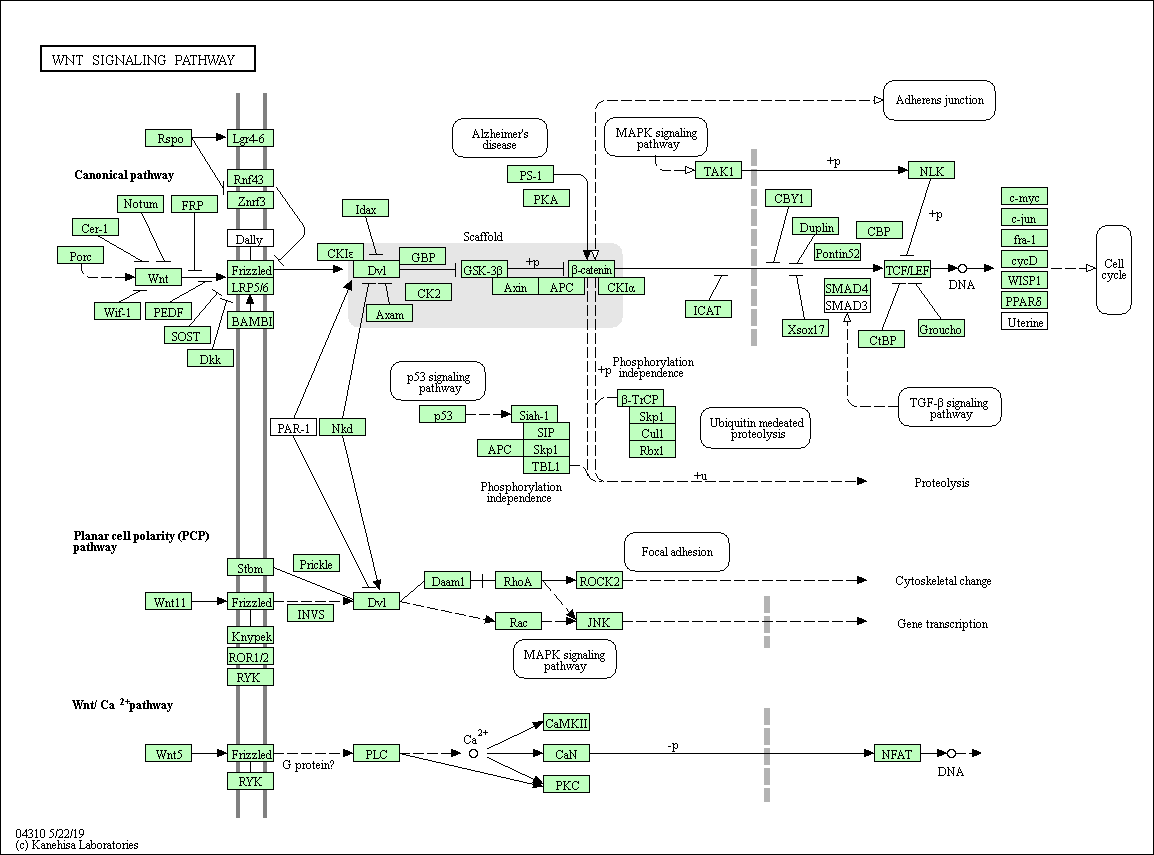 WNT SIGNALING PATHWAY
Adherens junction
Alzheimer's
disease
MAPK signaling
pathway
Rspo
Lgr4-6
+p
PS-1
TAK1
NLK
Canonical pathway
Rnf43
PKA
CBY1
c-myc
Notum
FRP
Znrf3
Idax
+p
c-jun
Cer-1
Dally
Scaffold
Duplin
CBP
fra-1
Porc
CKIε
GBP
Pontin52
cycD
Cell
cycle
Wnt
Frizzled
Dvl
GSK-3β
+p
β-catenin
TCF/LEF
DNA
WISP1
LRP5/6
CK2
Axin
APC
CKIα
SMAD4
PPARδ
Wif-1
PEDF
BAMBI
Axam
ICAT
SMAD3
Uterine
SOST
Xsox17
CtBP
Groucho
Dkk
p53 signaling
pathway
+p
Phosphorylation
independence
TGF-β signaling
pathway
β-TrCP
p53
Siah-1
Skp1
PAR-1
Nkd
SIP
Cul1
Ubiquitin medeated
proteolysis
APC
Skp1
Rbx1
TBL1
+u
Proteolysis
Phosphorylation
independence
Planar cell polarity (PCP)
pathway
Focal adhesion
Stbm
Prickle
Daam1
RhoA
ROCK2
Cytoskeletal change
Wnt11
Frizzled
INVS
Dvl
Rac
JNK
Gene transcription
Knypek
ROR1/2
MAPK signaling
pathway
RYK
Wnt/ Ca 2+pathway
CaMKII
Ca2+
Wnt5
Frizzled
G protein?
PLC
CaN
-p
NFAT
DNA
RYK
PKC
04310 5/22/19
(c) Kanehisa Laboratories